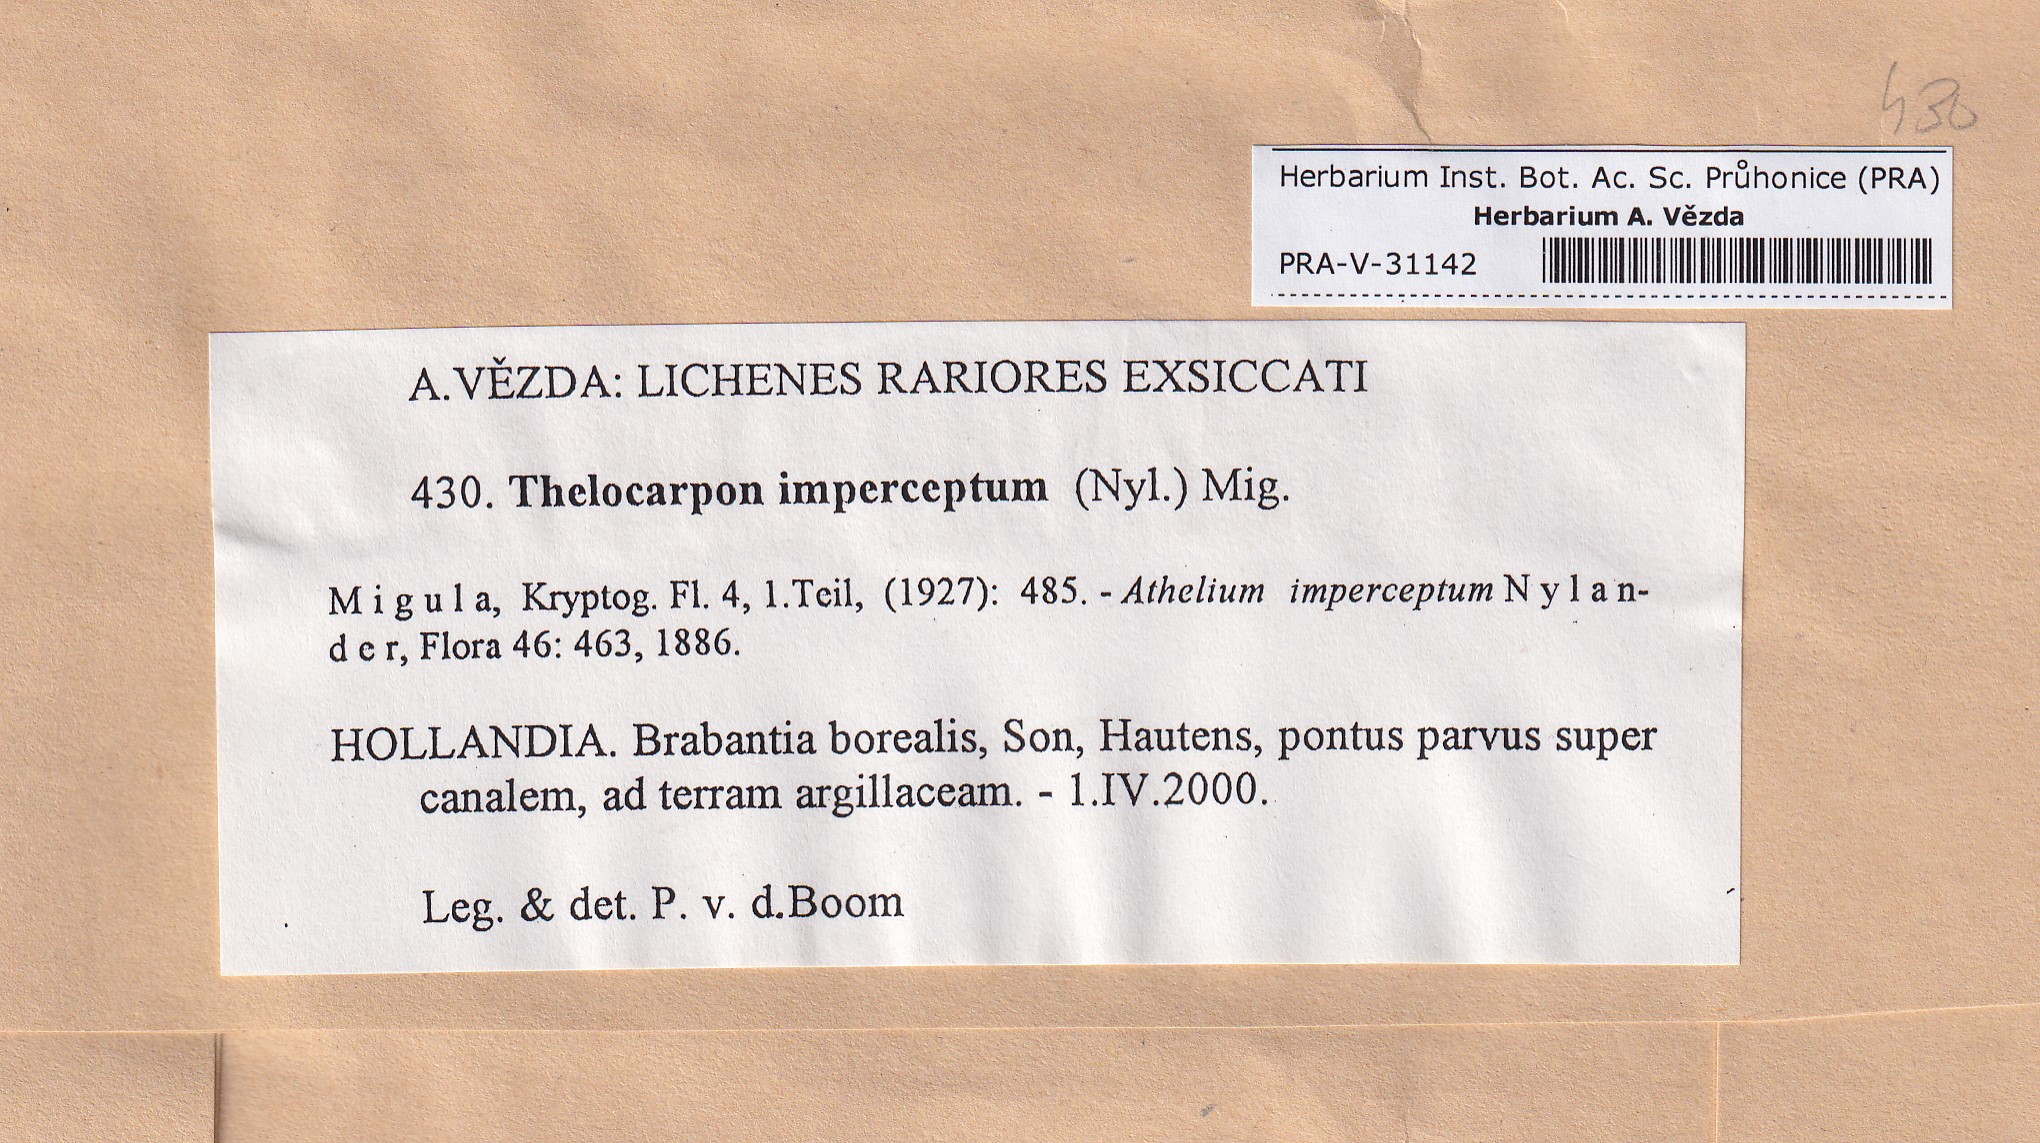 430
Herbarium Inst. Bot. Ac. Sc. Průhonice (PRA)
Herbarium A. Vězda
PRA-V-31142
A.VĚZDA: LICHENES RARIORES EXSICCATI
430. Thelocarpon imperceptum (Nyl.) Mig.
M i g u l a, Kryptog. Fl. 4, 1.Teil, (1927): 485. - Athelium imperceptum N y l a n-
d e r, Flora 46: 463, 1886.
HOLLANDIA. Brabantia borealis, Son, Hautens, pontus parvus super
canalem, ad terram argillaceam. - 1.IV.2000.
Leg. & det. P. v. d.Boom